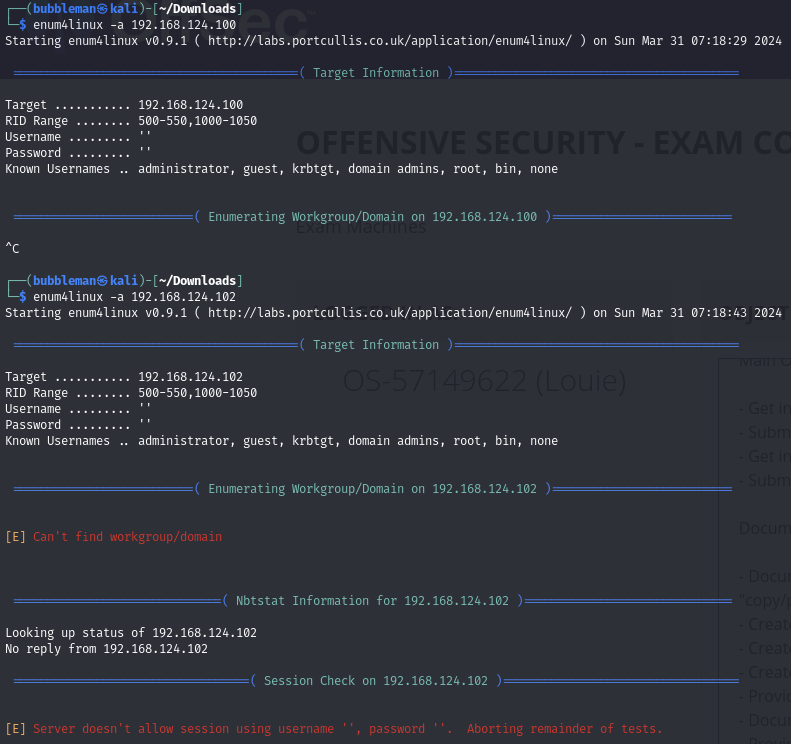 ┌──(bubbleman㉿kali)-[~/Downloads]
└─$ enum4linux -a 192.168.124.100
Starting enum4linux v0.9.1 ( http://labs.portcullis.co.uk/application/enum4linux/ ) on Sun Mar 31 07:18:29 2024
=========================================( Target Information )=========================================
Target ........... 192.168.124.100
RID Range ........ 500-550,1000-1050
Username ......... ''
Password ......... ''
Known Usernames .. administrator, guest, krbtgt, domain admins, root, bin, none
OFFENSIVE SECURITY - EXAM CO
==========================( Enumerating Workgroup/Domain on 192.168.124.100 )==========================
Exam Machines
^C
┌──(bubbleman㉿kali)-[~/Downloads]
└─$ enum4linux -a 192.168.124.102
Starting enum4linux v0.9.1 ( http://labs.portcullis.co.uk/application/enum4linux/ ) on Sun Mar 31 07:18:43 2024
=========================================( Target Information )=========================================
Target ........... 192.168.124.102
RID Range ........ 500-550,1000-1050
Username ......... ''
Password ......... ''
Known Usernames .. administrator, guest, krbtgt, domain admins, root, bin, none
OS-57149622 (Louie)
==========================( Enumerating Workgroup/Domain on 192.168.124.102 )==========================
[E] Can't find workgroup/domain
==============================( Nbtstat Information for 192.168.124.102 )==============================
Looking up status of 192.168.124.102
No reply from 192.168.124.102
==================================( Session Check on 192.168.124.102 )==================================
[E] Server doesn't allow session using username '', password ''.  Aborting remainder of tests.
- Get in
- Subm
- Get in
- Subm
Docum
- Docu
"copy/p
- Create
- Create
- Create
- Provid
- Docu